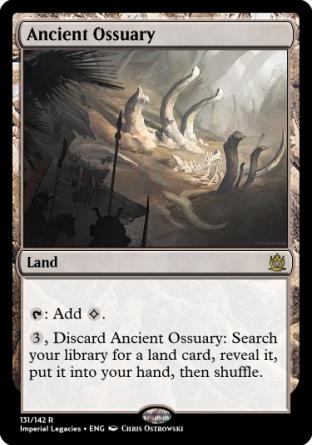 Ancient Ossuary
Land
: Add .
3, Discard Ancient Ossuary: Search
your library for a land card, reveal it,
put it into your hand, then shuffle.
131/142 R
Imperial Legacies • ENG Chris Ostrowski